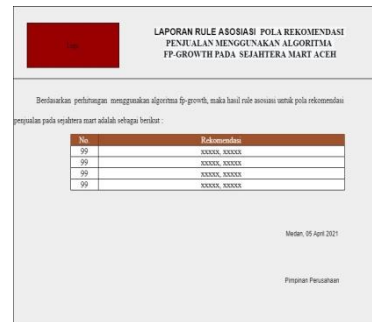 LAPORAN RULE ASOSIASI POLA REKOMENDASI
PENJUALAN MENGGUNAKAN ALGORITMA
FP-GROWTH PADA SEJAHTERA MART ACEH
Berdasarkan perhitungan menggunakan algoritma fp-growth, maka hasil rule asosiasi untuk pola rekomendasi
penjualan pada sejahtera mart adalah sebagai berikut :
No Rekomendasi
99 xxxxx, xxxxx
99 xxxxx, xxxxx
99 xxxxx, xxxxx
99 xxxxx, xxxxx
Medan, 05 April 2021
Pimpinan Perusahaan